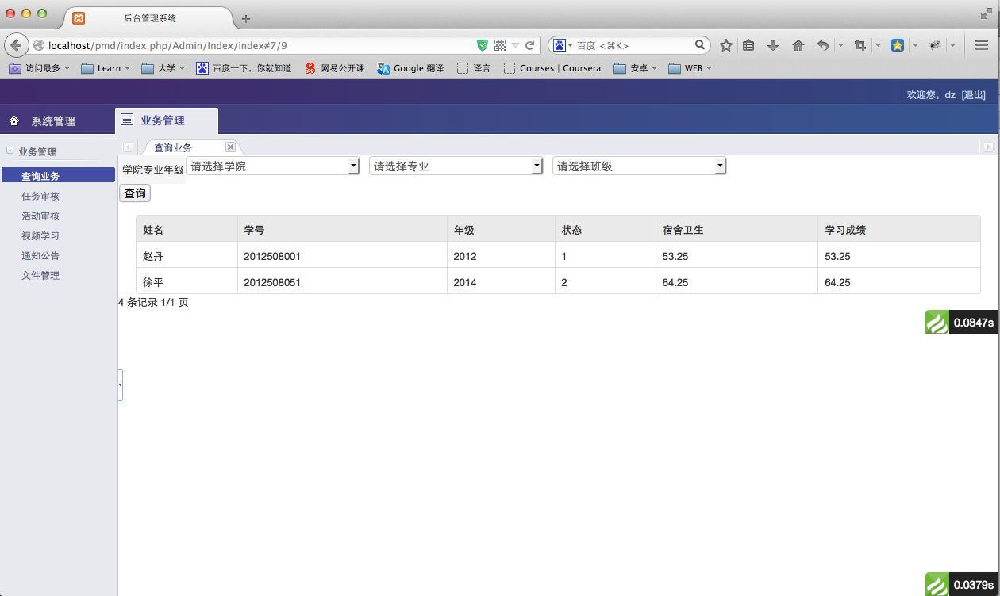 后台管理系统
localhost/pmd/index.php/Admin/Index/index#7/9
百度 <⌘K>
访问最多 Learn 大学 百度一下，你就知道 网易公开课 Google 翻译 译言 Courses | Coursera 安卓 WEB
欢迎您，dz [退出]
系统管理 业务管理
业务管理
查询业务
任务审核
活动审核
视频学习
通知公告
文件管理
查询业务
学院专业年级 请选择学院 请选择专业 请选择班级
查询
姓名 学号 年级 状态 宿舍卫生 学习成绩
赵丹 2012508001 2012 1 53.25 53.25
徐平 2012508051 2014 2 64.25 64.25
4 条记录 1/1 页
0.0847s
0.0379s